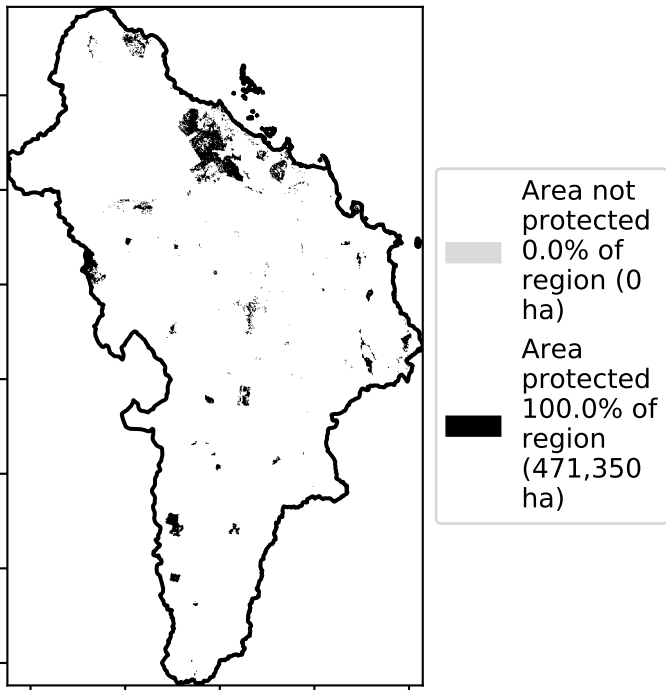 Area not
protected
0.0% of
region (0
ha)
Area
protected
100.0% of
region
(471,350
ha)